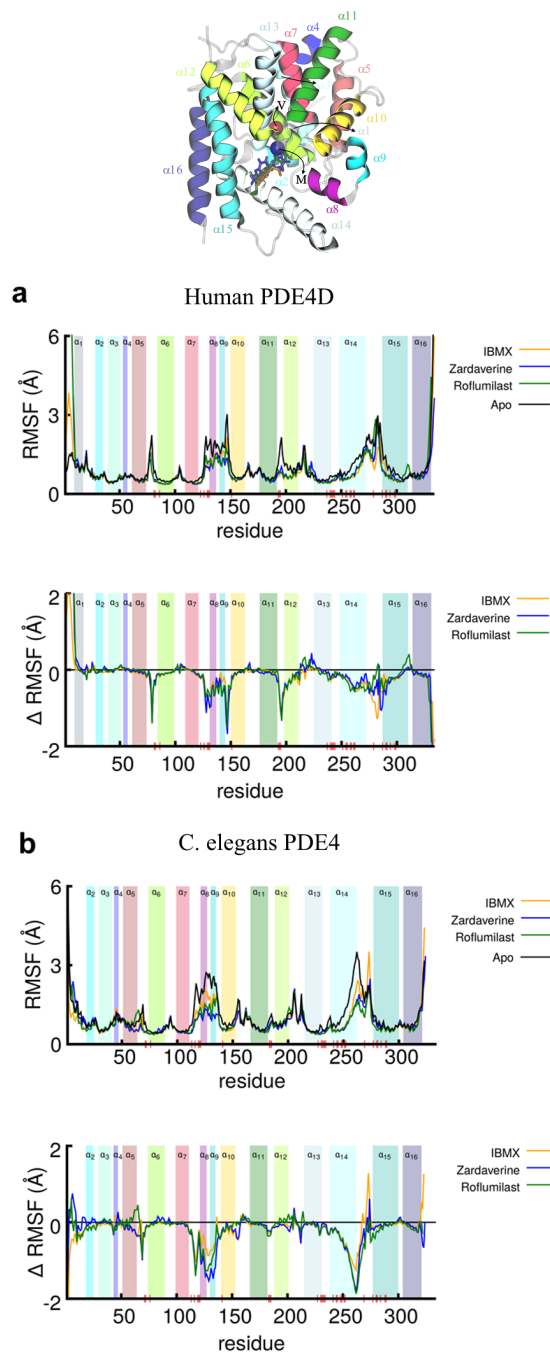 α11
α13
α7
α4
α12
α6
α5
α10
V
α1
α9
α16
α2
M
α8
α15
α14
a
Human PDE4D
6
3
0
RMSF (Å)
α1 α2 α3 α4 α5 α6 α7 α8 α9 α10 α11 α12 α13 α14 α15 α16
IBMX
Zardaverine
Roflumilast
Apo
50 100 150 200 250 300
residue
2
0
-2
Δ RMSF (Å)
α1 α2 α3 α4 α5 α6 α7 α8 α9 α10 α11 α12 α13 α14 α15 α16
IBMX
Zardaverine
Roflumilast
50 100 150 200 250 300
residue
b
C. elegans PDE4
6
3
0
RMSF (Å)
α2 α3 α4 α5 α6 α7 α8 α9 α10 α11 α12 α13 α14 α15 α16
IBMX
Zardaverine
Roflumilast
Apo
50 100 150 200 250 300
residue
2
0
-2
Δ RMSF (Å)
α2 α3 α4 α5 α6 α7 α8 α9 α10 α11 α12 α13 α14 α15 α16
IBMX
Zardaverine
Roflumilast
50 100 150 200 250 300
residue